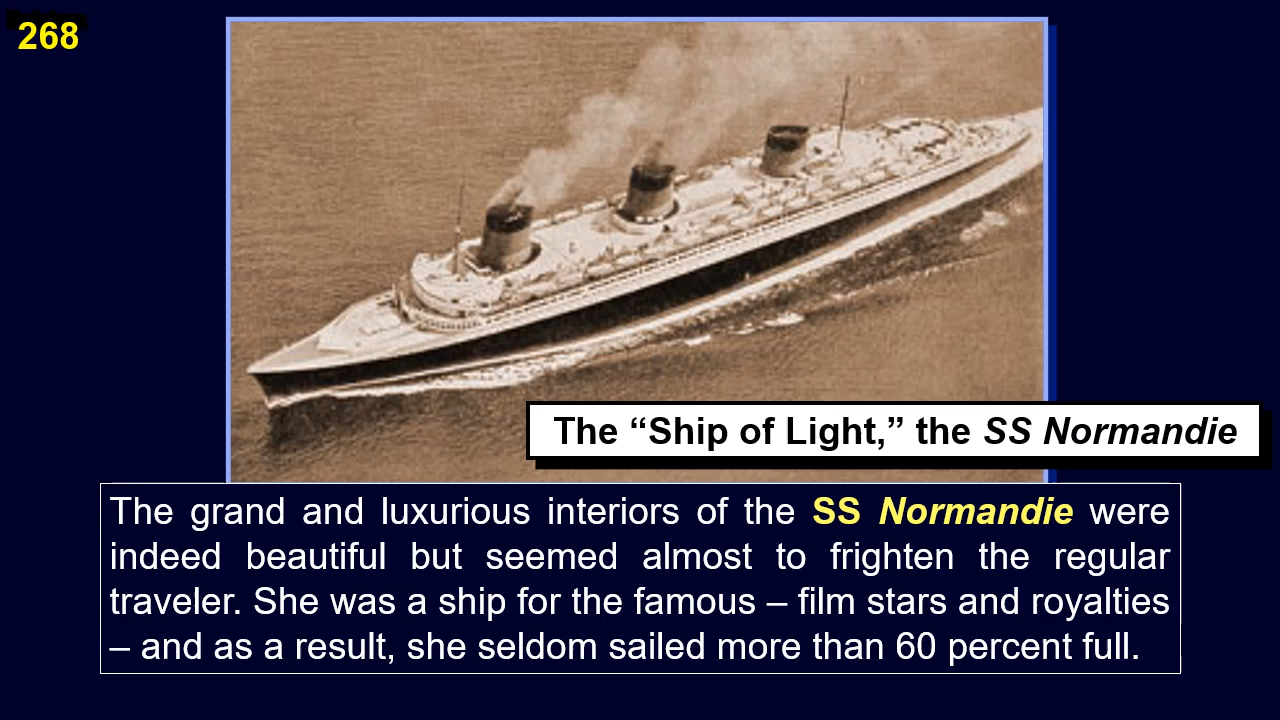 268
The “Ship of Light,” the SS Normandie
The grand and luxurious interiors of the SS Normandie were
indeed beautiful but seemed almost to frighten the regular
traveler. She was a ship for the famous – film stars and royalties
– and as a result, she seldom sailed more than 60 percent full.